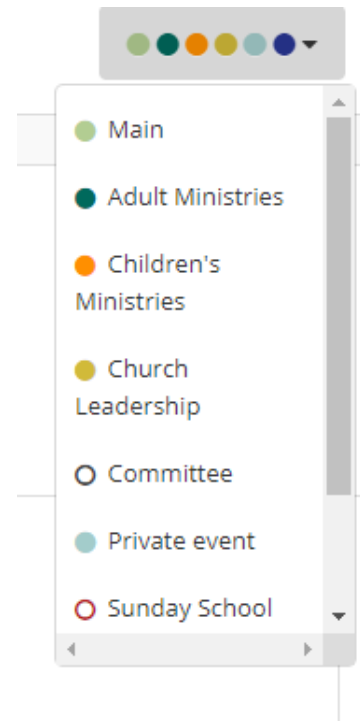 Main
Adult Ministries
Children's
Ministries
Church
Leadership
Committee
Private event
Sunday School